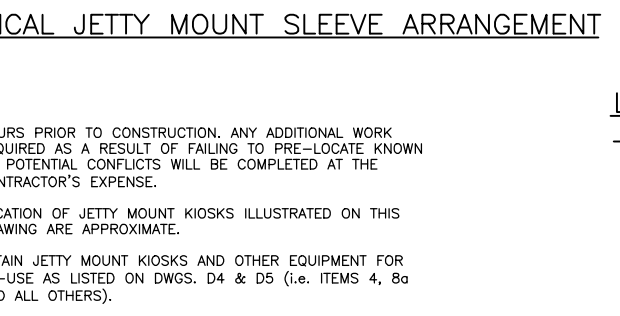 ICAL JETTY MOUNT SLEEVE ARRANGEMENT
URS PRIOR TO CONSTRUCTION. ANY ADDITIONAL WORK
QUIRED AS A RESULT OF FAILING TO PRE-LOCATE KNOWN
POTENTIAL CONFLICTS WILL BE COMPLETED AT THE
NTRACTOR'S EXPENSE.
CATION OF JETTY MOUNT KIOSKS ILLUSTRATED ON THIS
AWING ARE APPROXIMATE.
TAIN JETTY MOUNT KIOSKS AND OTHER EQUIPMENT FOR
-USE AS LISTED ON DWGS. D4 & D5 (i.e. ITEMS 4, 8a
D ALL OTHERS).